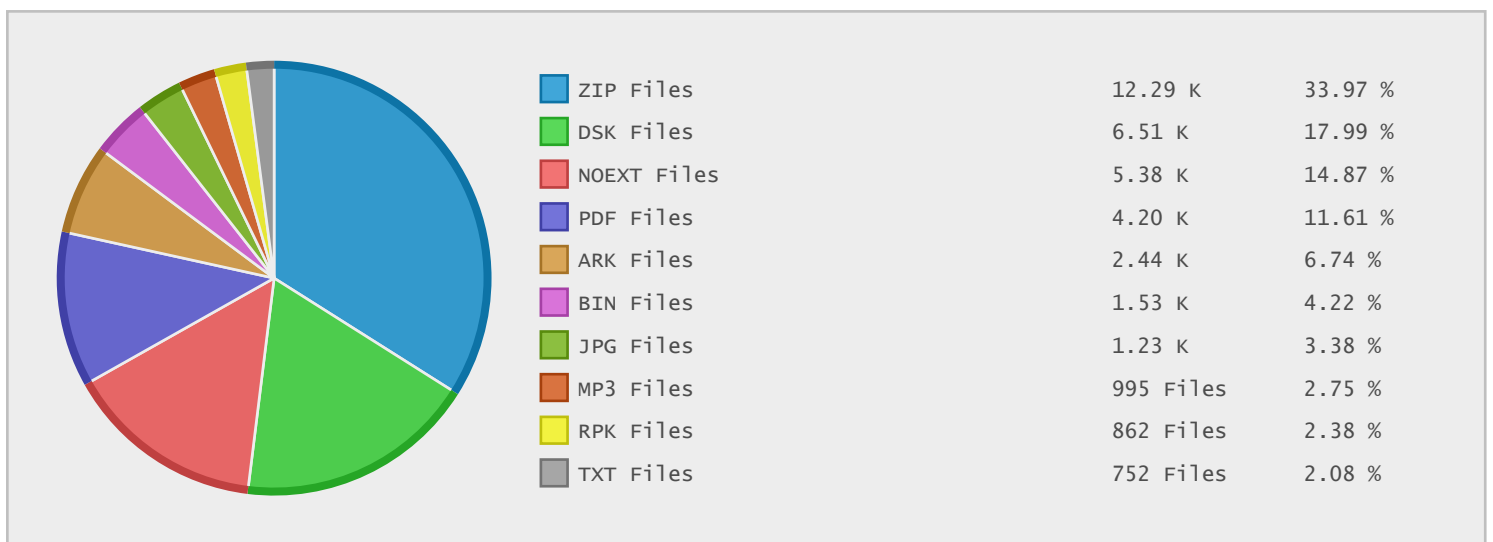 ZIP Files 12.29 K 33.97 %
DSK Files 6.51 K 17.99 %
NOEXT Files 5.38 K 14.87 %
PDF Files 4.20 K 11.61 %
ARK Files 2.44 K 6.74 %
BIN Files 1.53 K 4.22 %
JPG Files 1.23 K 3.38 %
MP3 Files 995 Files 2.75 %
RPK Files 862 Files 2.38 %
TXT Files 752 Files 2.08 %